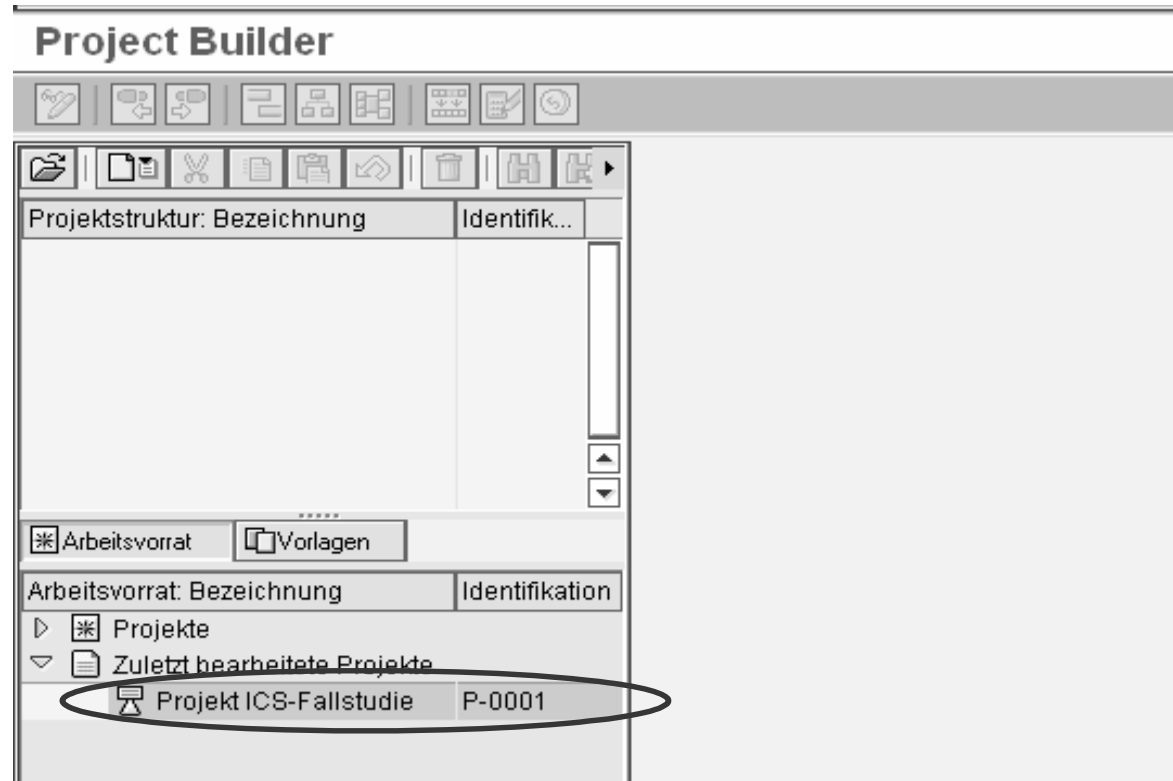 Project Builder
Projektstruktur: Bezeichnung Identifik...
Arbeitsvorrat Vorlagen
Arbeitsvorrat: Bezeichnung Identifikation
Projekte
Zuletzt bearbeitete Projekte
Projekt ICS-Fallstudie P-0001